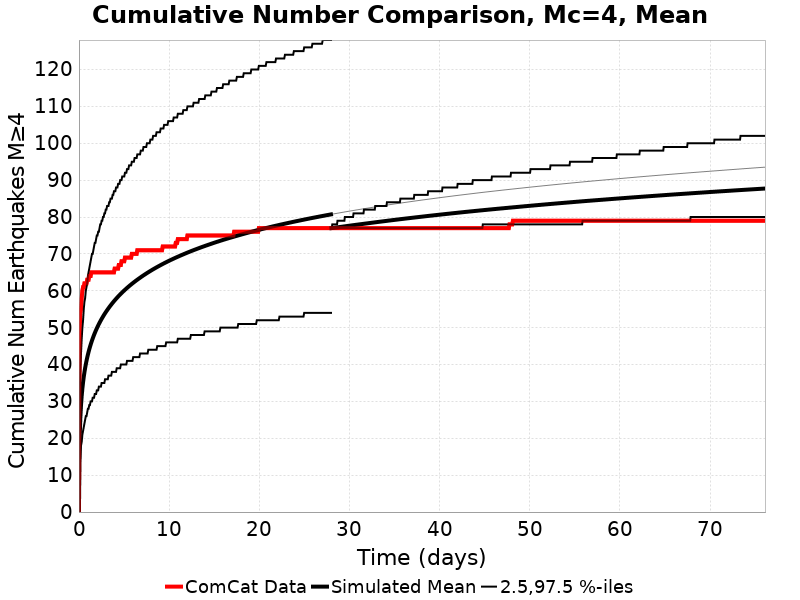 Cumulative Number Comparison, Mc=4, Mean
Cumulative Num Earthquakes M≥4
120
110
100
90
80
70
60
50
40
30
20
10
0
0 10 20 30 40 50 60 70
Time (days)
ComCat Data Simulated Mean 2.5,97.5 %-iles